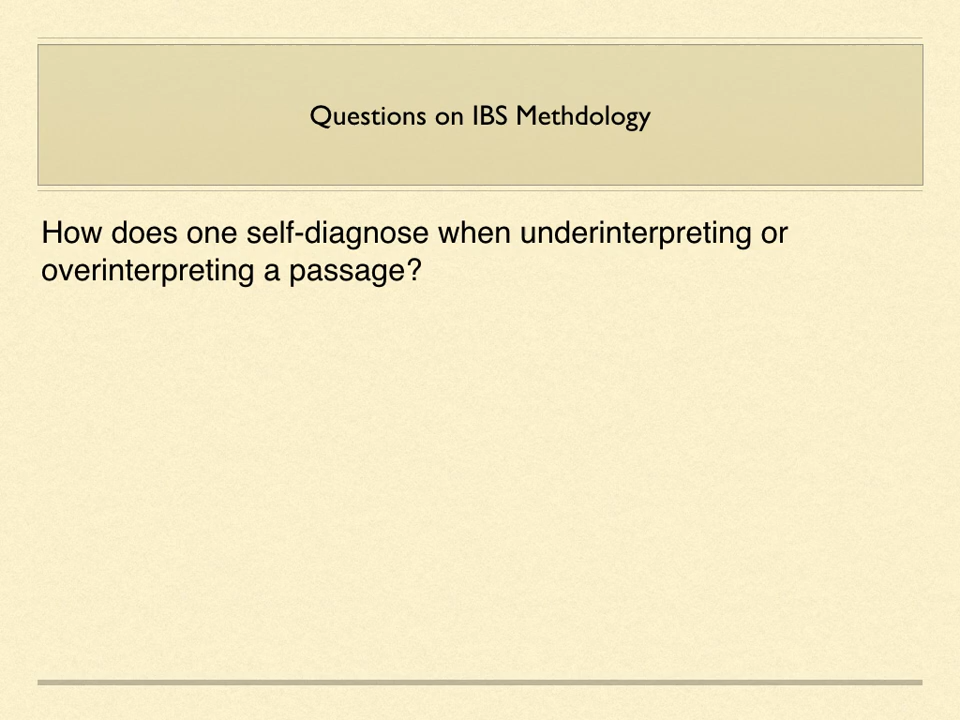 Questions on IBS Methdology
How does one self-diagnose when underinterpreting or
overinterpreting a passage?